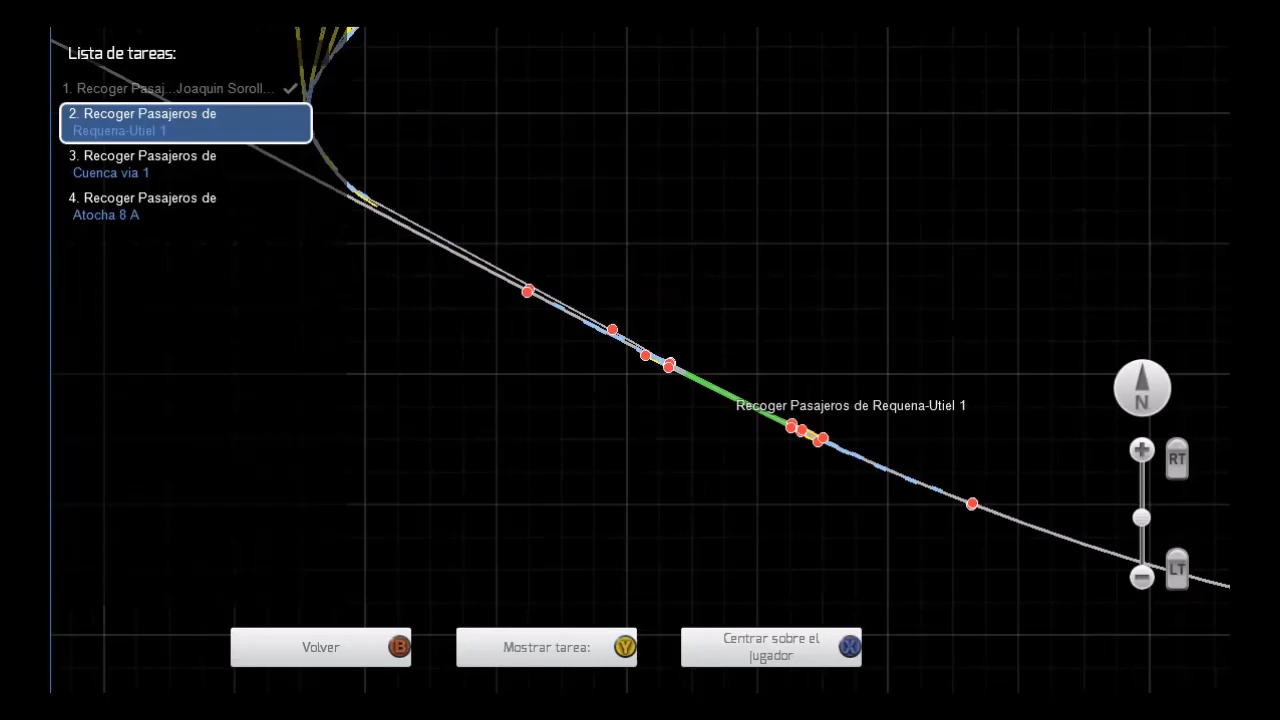 Lista de tareas:
1. Recoger Pasaj...Joaquin Soroll...
2. Recoger Pasajeros de
Requena-Utiel 1
3. Recoger Pasajeros de
Cuenca via 1
4. Recoger Pasajeros de
Atocha 8 A
Recoger Pasajeros de Requena-Utiel 1
N
RT
LT
Volver B
Mostrar tarea: Y
Centrar sobre el
jugador X